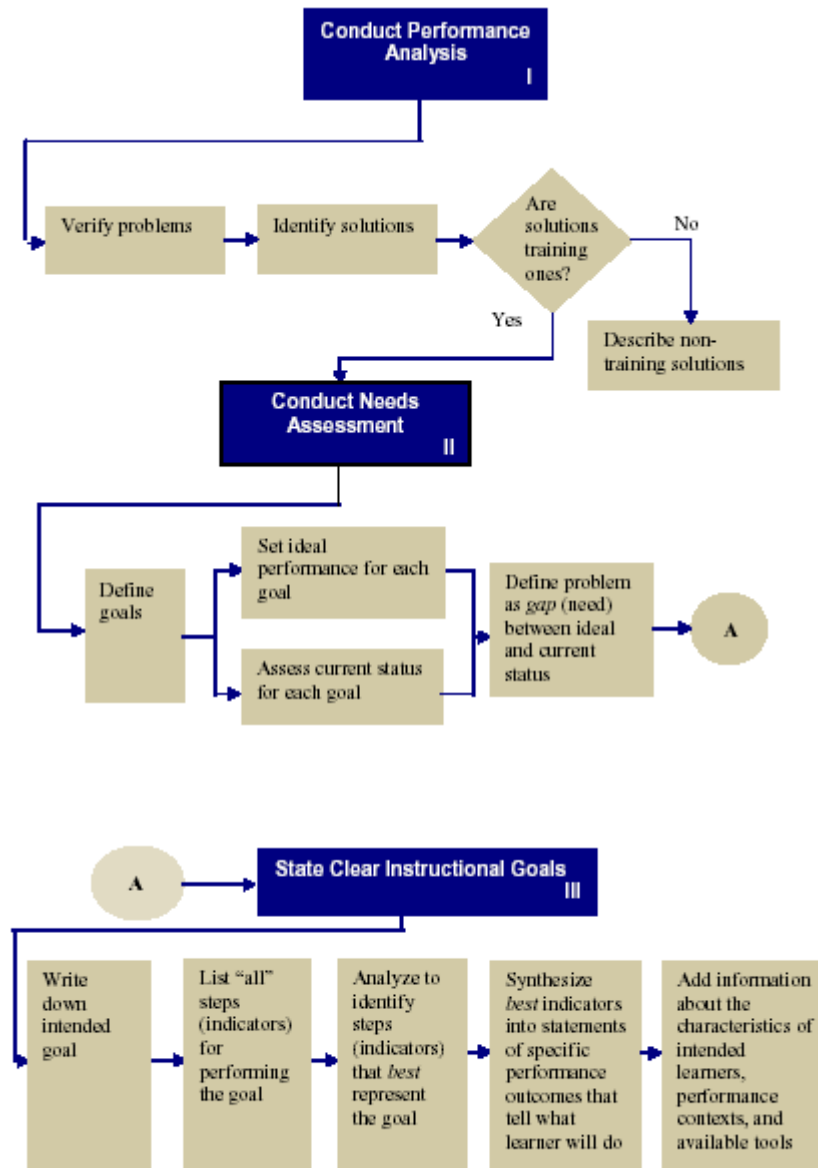 Conduct Performance
Analysis
I
Verify problems
Identify solutions
Are
solutions
training
ones?
No
Yes
Describe non-
training solutions
Conduct Needs
Assessment
II
Define
goals
Set ideal
performance for each
goal
Assess current status
for each goal
Define problem
as gap (need)
between ideal
and current
status
A
A
State Clear Instructional Goals
III
Write
down
intended
goal
List “all”
steps
(indicators)
for
performing
the goal
Analyze to
identify
steps
(indicators)
that best
represent
the goal
Synthesize
best indicators
into statements
of specific
performance
outcomes that
tell what
learner will do
Add information
about the
characteristics of
intended
learners,
performance
contexts, and
available tools